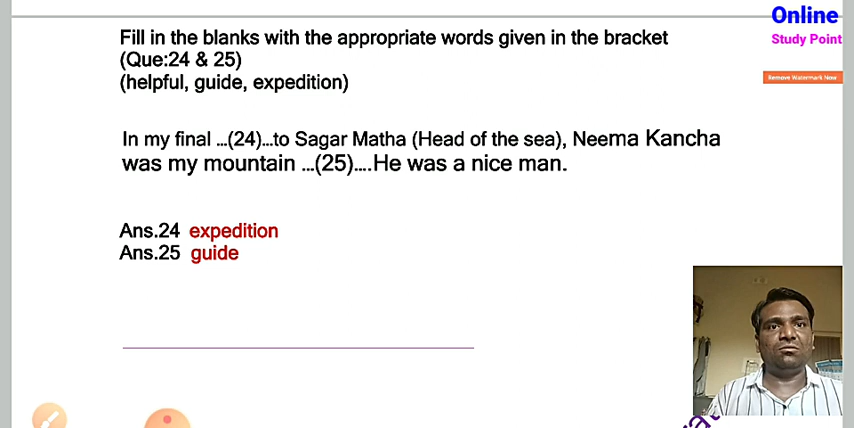 Online
Study Point
Remove Watermark Now
Fill in the blanks with the appropriate words given in the bracket
(Que:24 & 25)
(helpful, guide, expedition)
In my final ...(24)...to Sagar Matha (Head of the sea), Neema Kancha
was my mountain ...(25)....He was a nice man.
Ans.24 expedition
Ans.25 guide